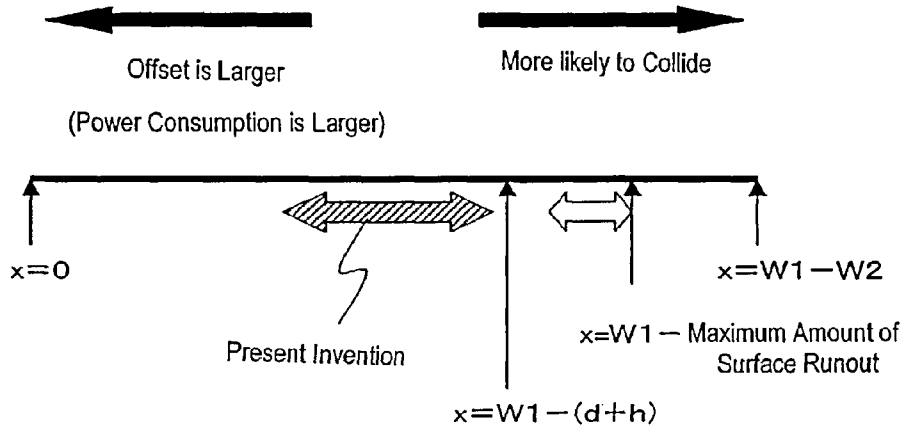 Offset is Larger
(Power Consumption is Larger)
More likely to Collide
x=0
x=W1-W2
x=W1- Maximum Amount of
Surface Runout
Present Invention
x=W1-(d+h)